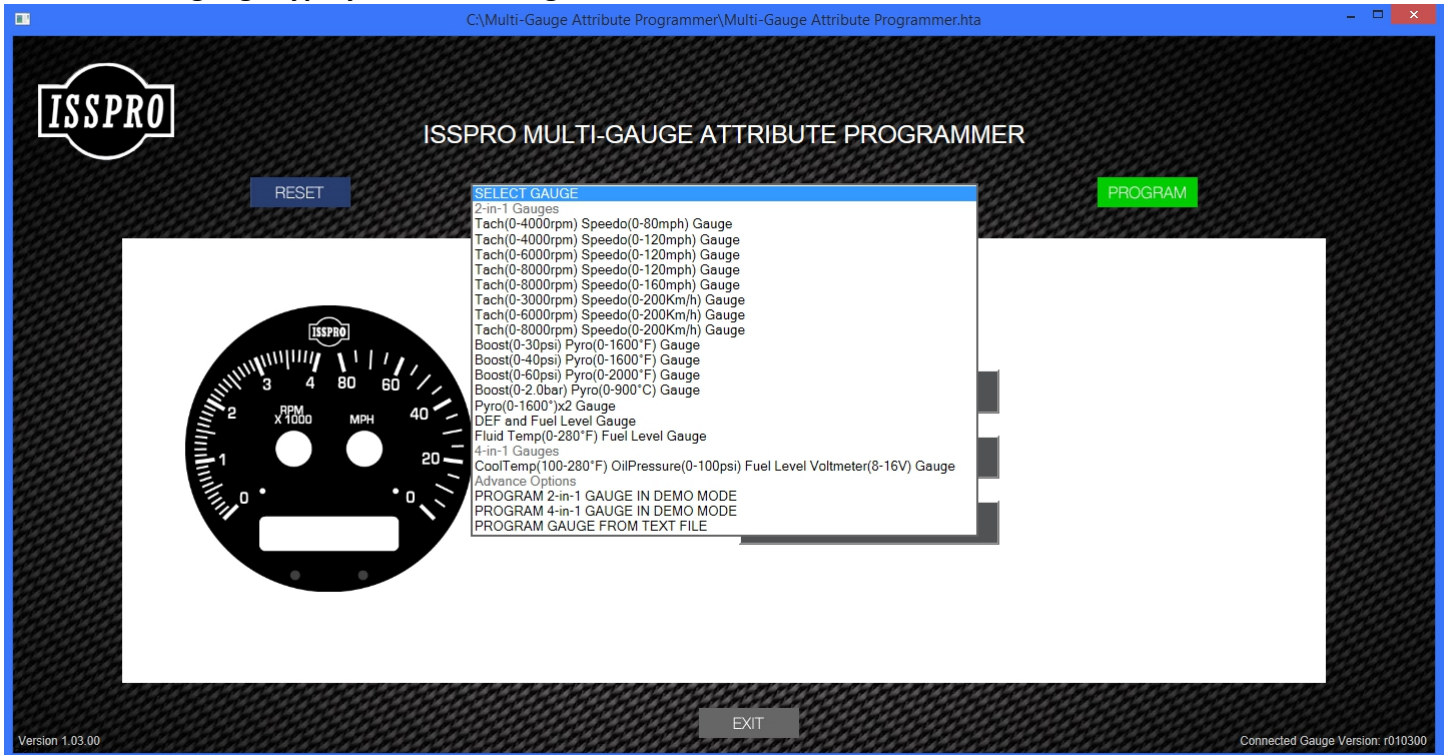 C:\Multi-Gauge Attribute Programmer\Multi-Gauge Attribute Programmer.hta
ISSPRO
ISSPRO MULTI-GAUGE ATTRIBUTE PROGRAMMER
RESET
SELECT GAUGE
PROGRAM
2-in-1 Gauges
Tach(0-4000rpm) Speedo(0-80mph) Gauge
Tach(0-4000rpm) Speedo(0-120mph) Gauge
Tach(0-6000rpm) Speedo(0-120mph) Gauge
Tach(0-8000rpm) Speedo(0-120mph) Gauge
Tach(0-8000rpm) Speedo(0-160mph) Gauge
Tach(0-3000rpm) Speedo(0-200Km/h) Gauge
Tach(0-6000rpm) Speedo(0-200Km/h) Gauge
Tach(0-8000rpm) Speedo(0-200Km/h) Gauge
Boost(0-30psi) Pyro(0-1600°F) Gauge
Boost(0-40psi) Pyro(0-1600°F) Gauge
Boost(0-60psi) Pyro(0-2000°F) Gauge
Boost(0-2.0bar) Pyro(0-900°C) Gauge
Pyro(0-1600°)x2 Gauge
DEF and Fuel Level Gauge
Fluid Temp(0-280°F) Fuel Level Gauge
4-in-1 Gauges
CoolTemp(100-280°F) OilPressure(0-100psi) Fuel Level Voltmeter(8-16V) Gauge
Advance Options
PROGRAM 2-in-1 GAUGE IN DEMO MODE
PROGRAM 4-in-1 GAUGE IN DEMO MODE
PROGRAM GAUGE FROM TEXT FILE
ISSPRO
3 4 80 60
2 RPM X1000 MPH 40
1 20
0 0
EXIT
Version 1.03.00
Connected Gauge Version: r010300